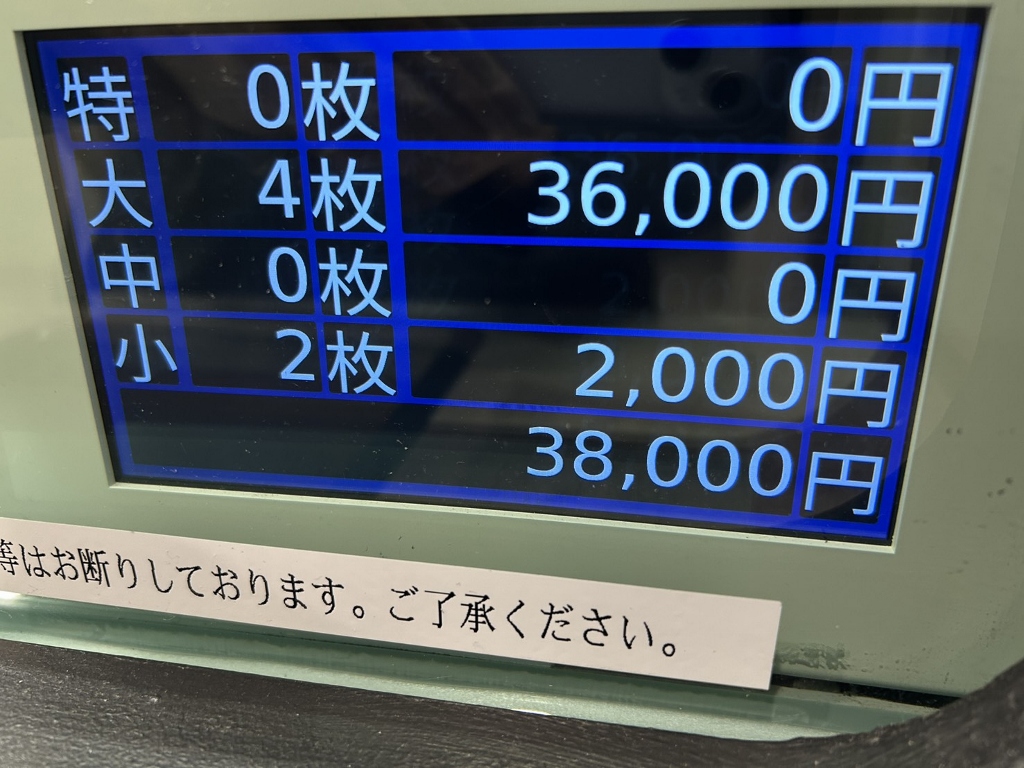 特 0枚 0円
大 4枚 36,000円
中 0枚 0円
小 2枚 2,000円
38,000円
等はお断りしております。ご了承ください。